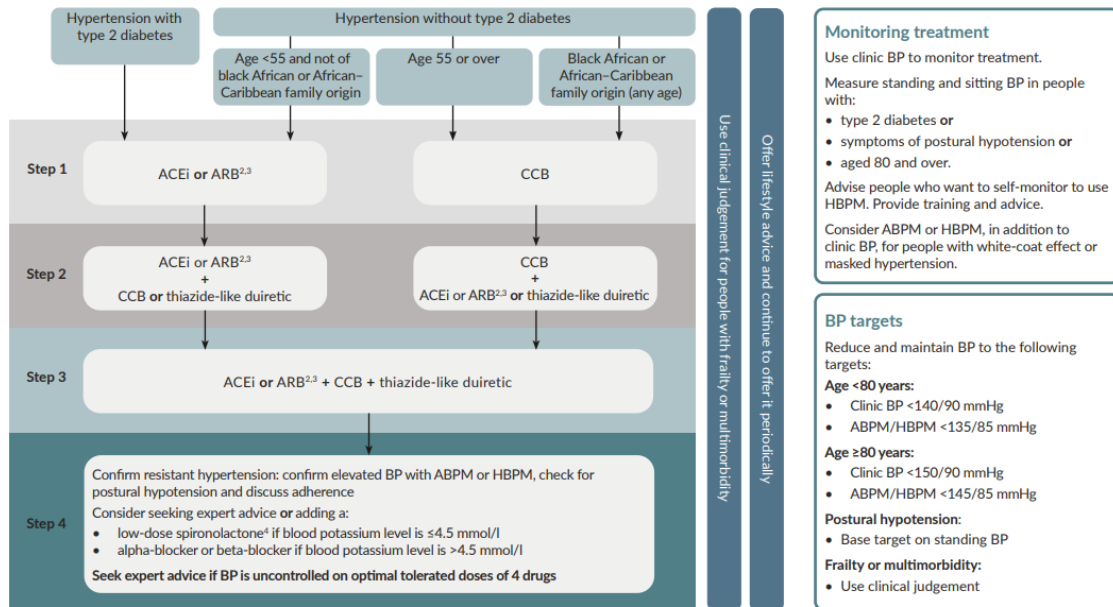 Hypertension with
type 2 diabetes
Hypertension without type 2 diabetes
Age <55 and not of
black African or African–
Caribbean family origin
Age 55 or over
Black African or
African–Caribbean
family origin (any age)
Step 1
ACEi or ARB2,3
CCB
Step 2
ACEi or ARB2,3
+
CCB or thiazide-like duiretic
CCB
+
ACEi or ARB2,3 or thiazide-like duiretic
Step 3
ACEi or ARB2,3 + CCB + thiazide-like duiretic
Step 4
Confirm resistant hypertension: confirm elevated BP with ABPM or HBPM, check for
postural hypotension and discuss adherence
Consider seeking expert advice or adding a:
• low-dose spironolactone4 if blood potassium level is ≤4.5 mmol/l
• alpha-blocker or beta-blocker if blood potassium level is >4.5 mmol/l
Seek expert advice if BP is uncontrolled on optimal tolerated doses of 4 drugs
Use clinical judgement for people with frailty or multimorbidity
Offer lifestyle advice and continue to offer it periodically
Monitoring treatment
Use clinic BP to monitor treatment.
Measure standing and sitting BP in people
with:
• type 2 diabetes or
• symptoms of postural hypotension or
• aged 80 and over.
Advise people who want to self-monitor to use
HBPM. Provide training and advice.
Consider ABPM or HBPM, in addition to
clinic BP, for people with white-coat effect or
masked hypertension.
BP targets
Reduce and maintain BP to the following
targets:
Age <80 years:
• Clinic BP <140/90 mmHg
• ABPM/HBPM <135/85 mmHg
Age ≥80 years:
• Clinic BP <150/90 mmHg
• ABPM/HBPM <145/85 mmHg
Postural hypotension:
• Base target on standing BP
Frailty or multimorbidity:
• Use clinical judgement